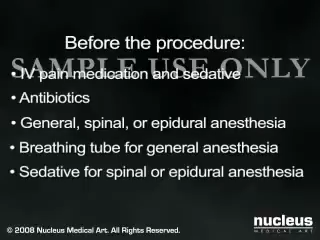 Before the procedure:
SAMPLE USE ONLY
• IV pain medication and sedative
• Antibiotics
• General, spinal, or epidural anesthesia
• Breathing tube for general anesthesia
• Sedative for spinal or epidural anesthesia
© 2008 Nucleus Medical Art. All Rights Reserved.
nucleus
MEDICAL ART